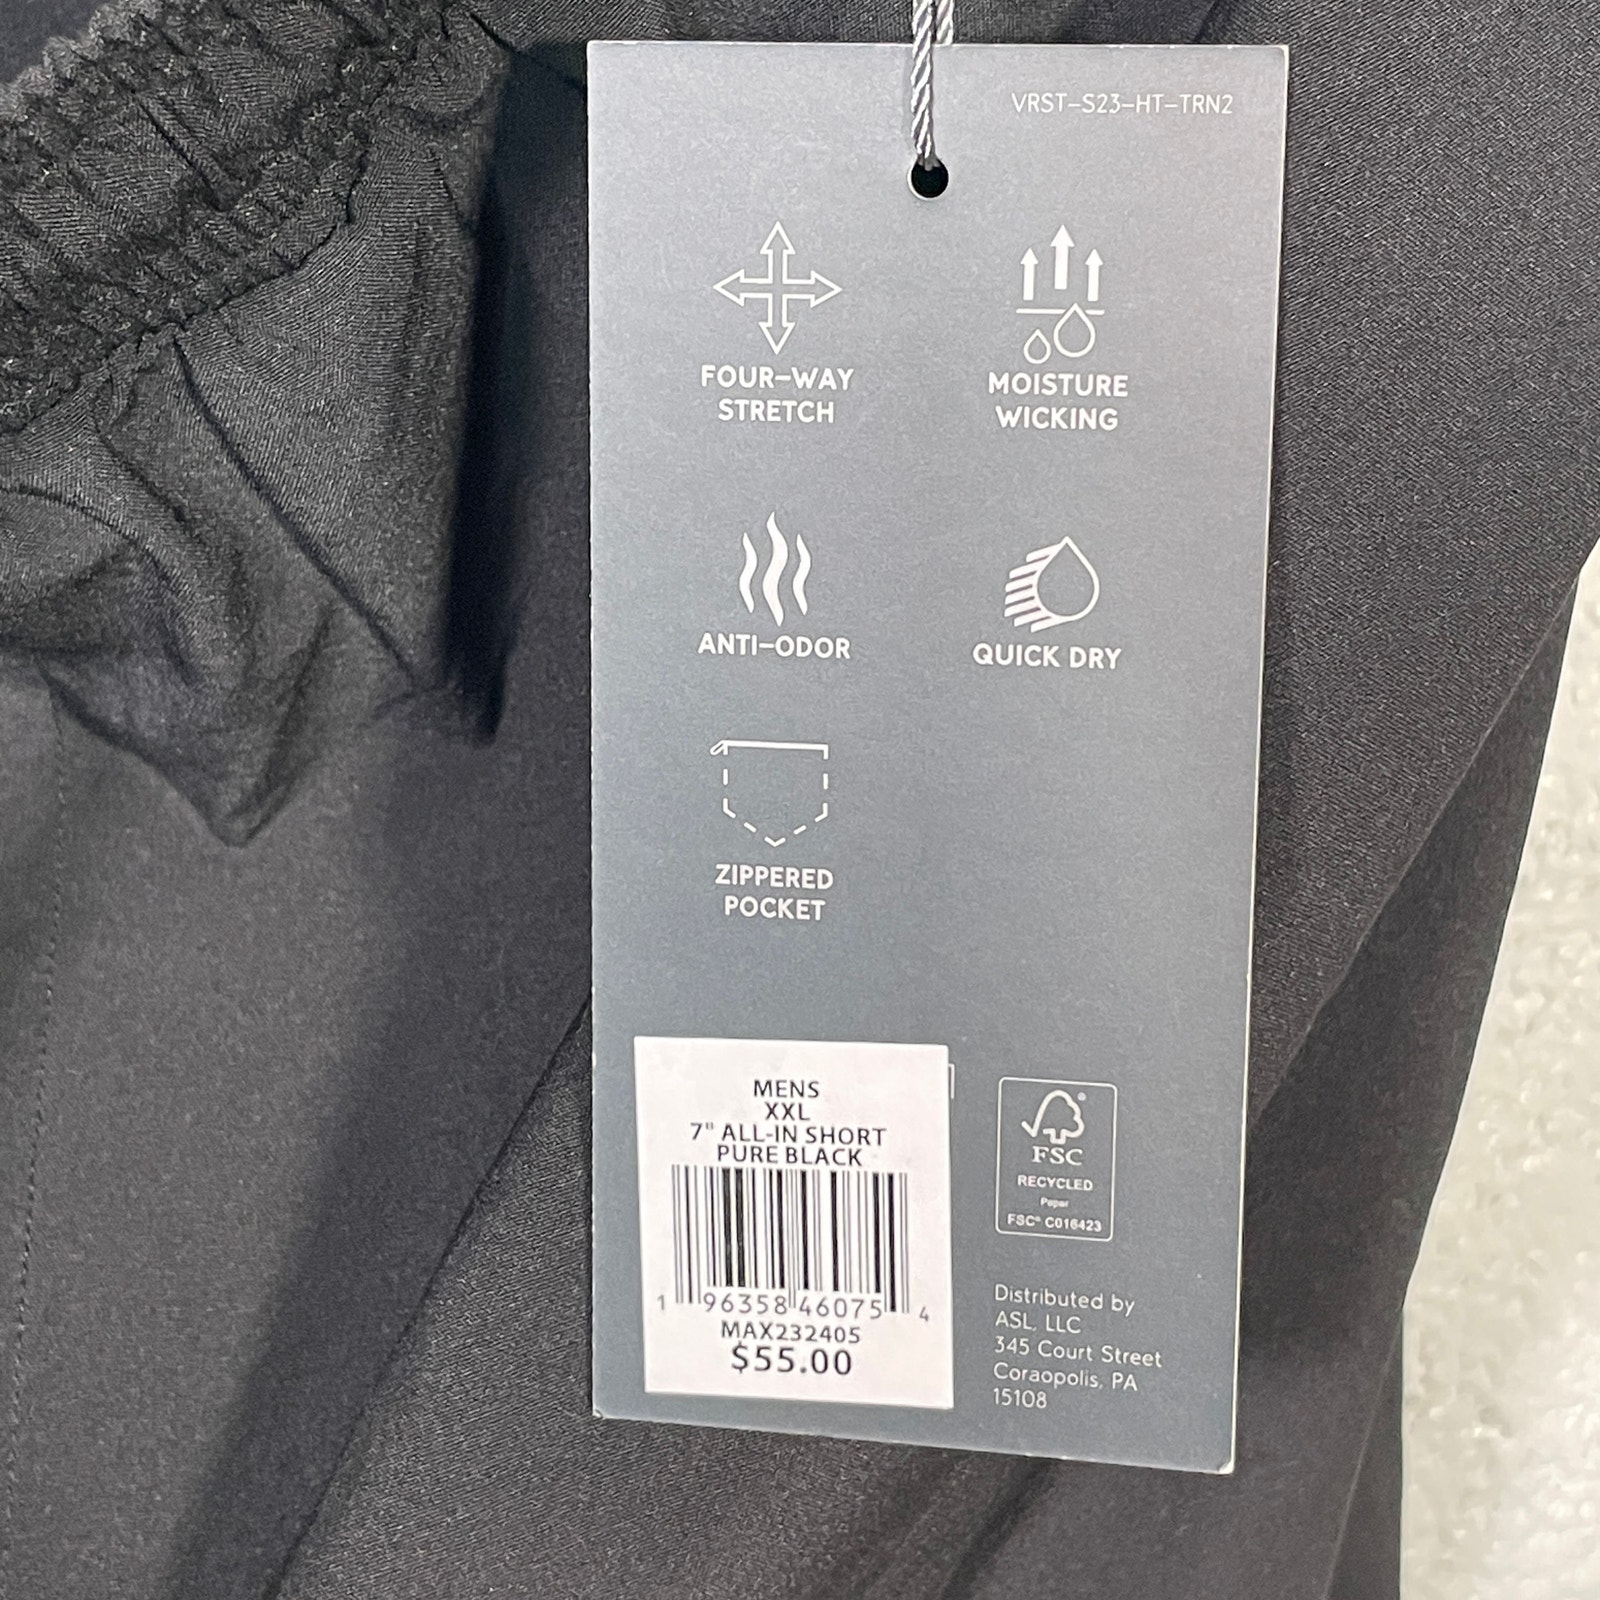 VRST-S23-HT-TRN2
FOUR-WAY
STRETCH
MOISTURE
WICKING
ANTI-ODOR
QUICK DRY
ZIPPERED
POCKET
MENS
XXL
7" ALL-IN SHORT
PURE BLACK
1 96358 46075 4
MAX232405
$55.00
FSC®
RECYCLED
Paper
FSC® C016423
Distributed by
ASL, LLC
345 Court Street
Coraopolis, PA
15108